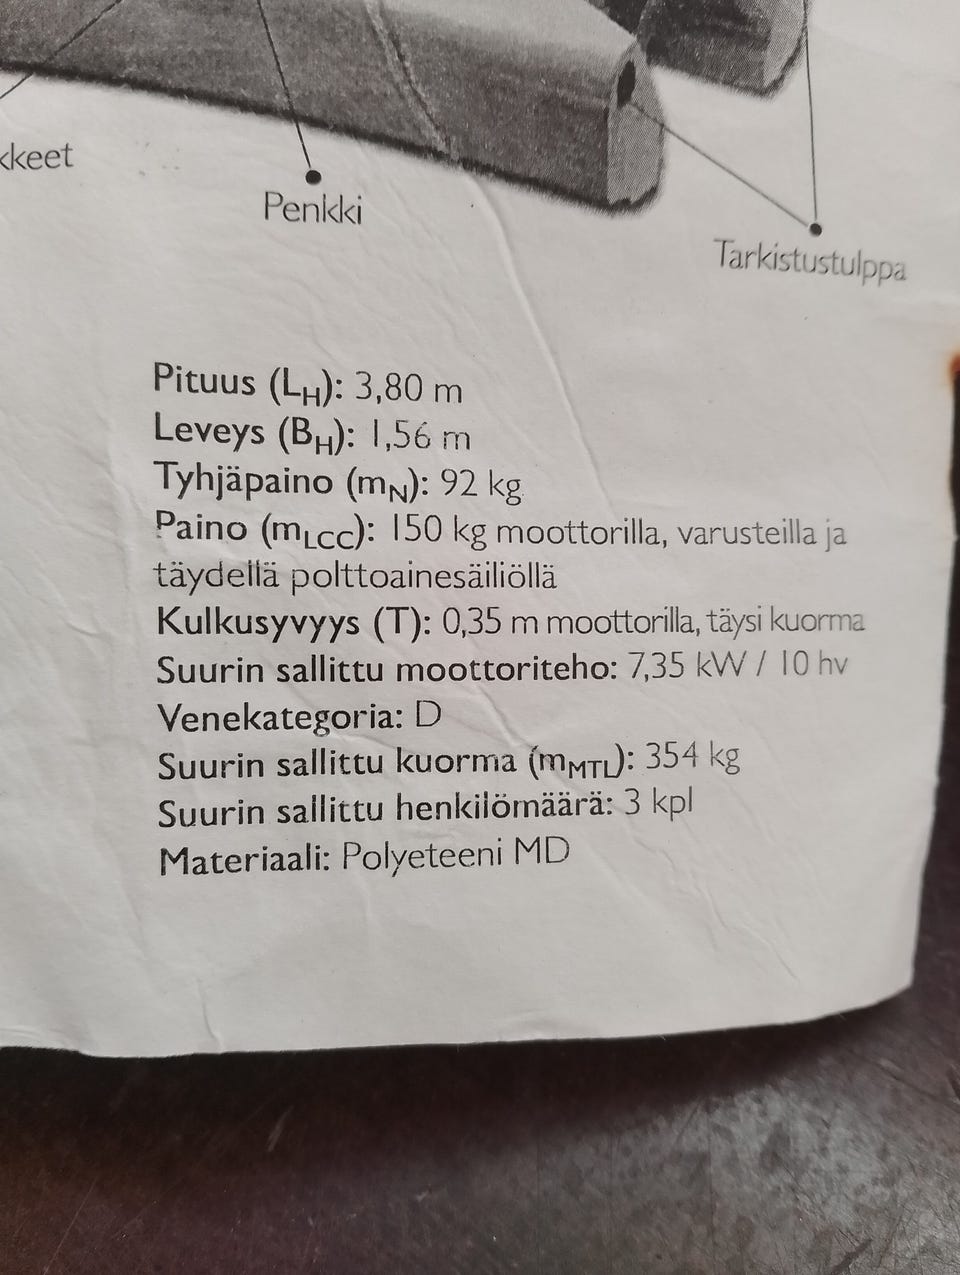 kkeet
Penkki
Tarkistustulppa
Pituus (LH): 3,80 m
Leveys (BH): 1,56 m
Tyhjäpaino (mN): 92 kg
Paino (mLCC): 150 kg moottorilla, varusteilla ja
täydellä polttoainesäiliöllä
Kulkusyvyys (T): 0,35 m moottorilla, täysi kuorma
Suurin sallittu moottoriteho: 7,35 kW / 10 hv
Venekategoria: D
Suurin sallittu kuorma (mMTL): 354 kg
Suurin sallittu henkilömäärä: 3 kpl
Materiaali: Polyeteeni MD